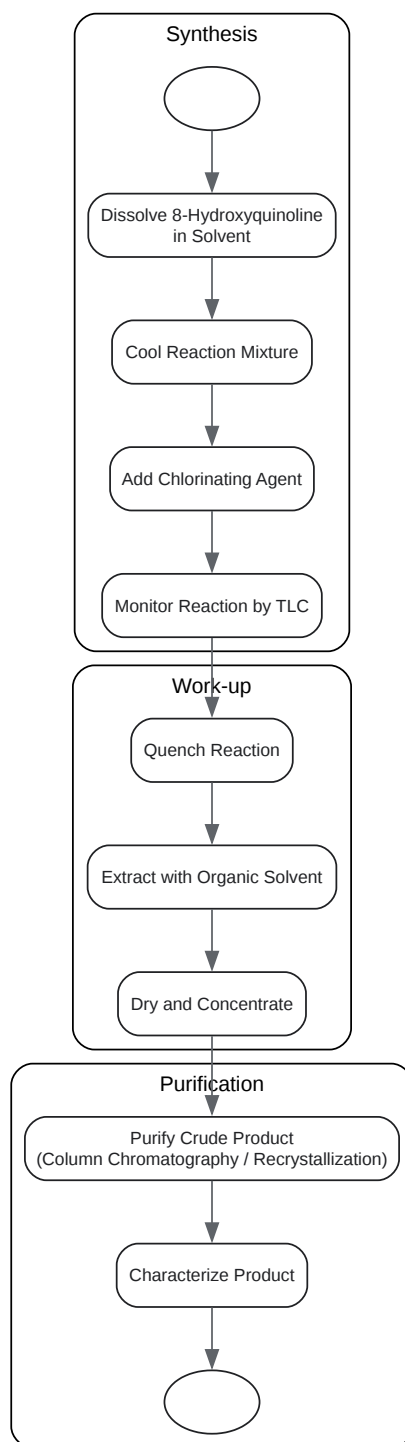 Synthesis
Dissolve 8-Hydroxyquinoline
in Solvent
Cool Reaction Mixture
Add Chlorinating Agent
Monitor Reaction by TLC
Work-up
Quench Reaction
Extract with Organic Solvent
Dry and Concentrate
Purification
Purify Crude Product
(Column Chromatography / Recrystallization)
Characterize Product